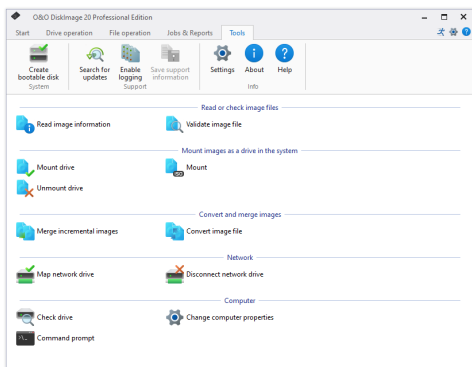 O&O DiskImage 20 Professional Edition
Start Drive operation File operation Jobs & Reports Tools
Create bootable disk
Search for updates
Enable logging
Save support information
Settings
About
Help
System Support Info
Read or check image files
Read image information Validate image file
Mount images as a drive in the system
Mount drive Mount
ISO
Unmount drive
Convert and merge images
Merge incremental images Convert image file
Network
Map network drive Disconnect network drive
Computer
Check drive Change computer properties
Command prompt